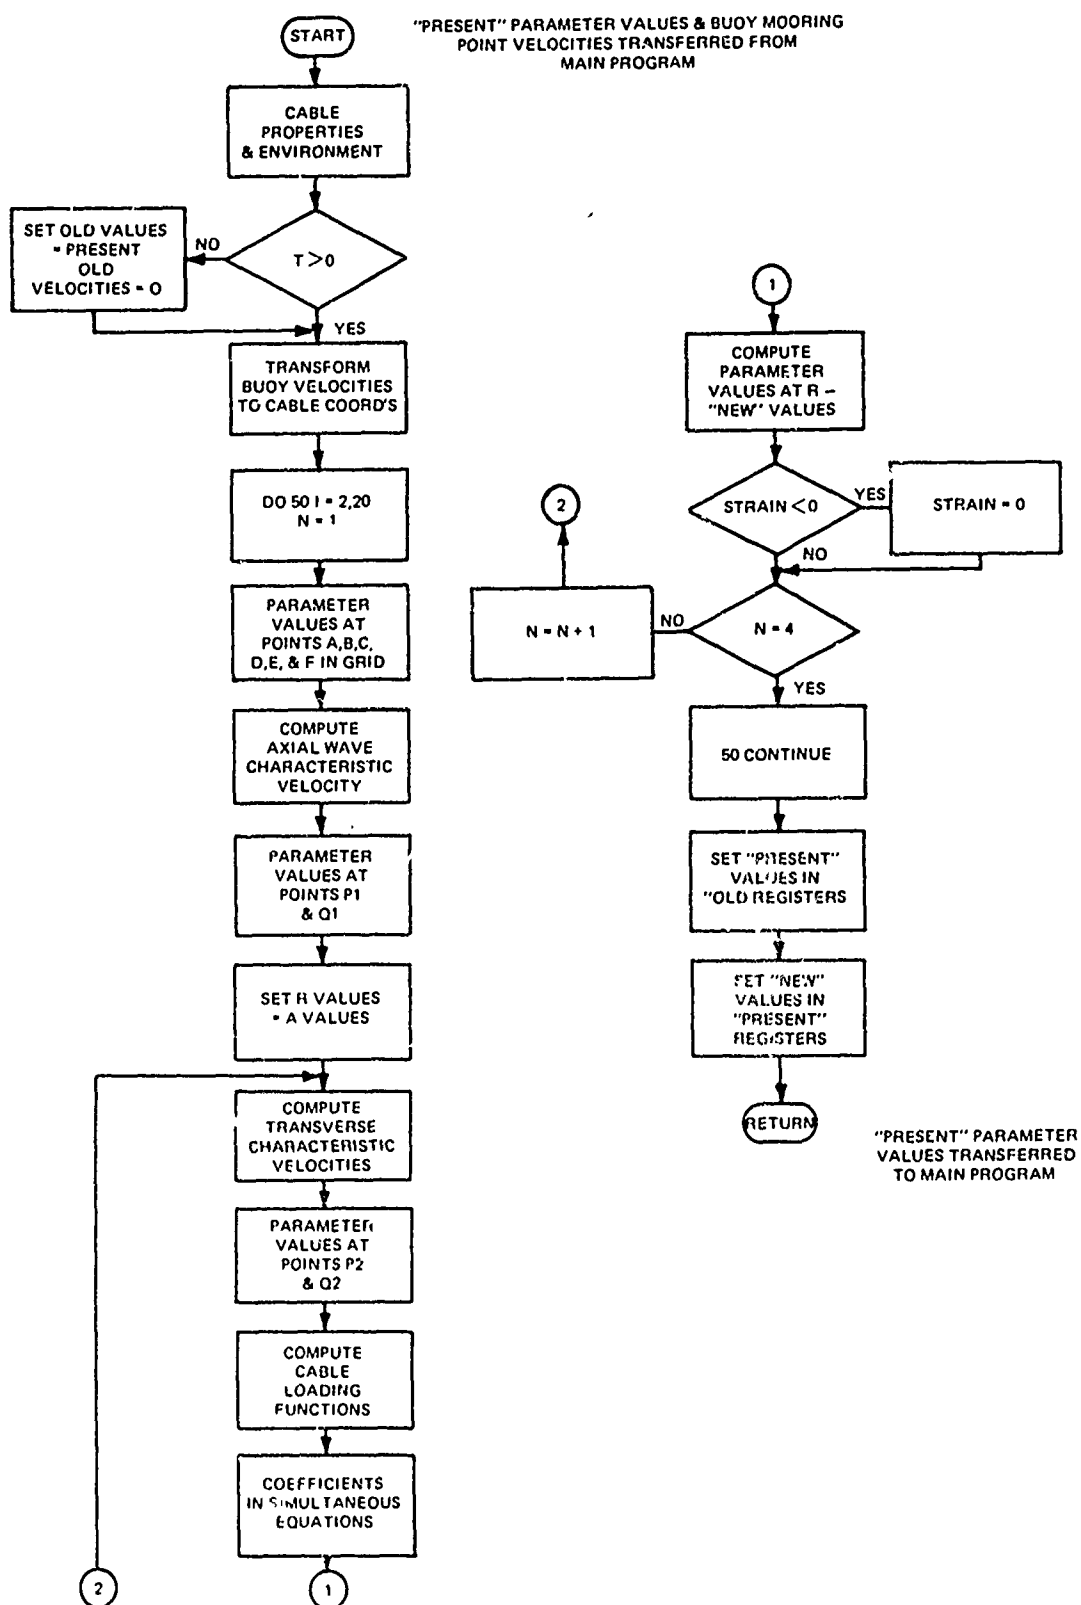 START
"PRESENT" PARAMETER VALUES & BUOY MOORING
POINT VELOCITIES TRANSFERRED FROM
MAIN PROGRAM
CABLE
PROPERTIES
& ENVIRONMENT
T > 0
NO
SET OLD VALUES
= PRESENT
OLD
VELOCITIES = O
YES
TRANSFORM
BUOY VELOCITIES
TO CABLE COORD'S
DO 50 I = 2,20
N = 1
PARAMETER
VALUES AT
POINTS A,B,C,
D,E, & F IN GRID
COMPUTE
AXIAL WAVE
CHARACTERISTIC
VELOCITY
PARAMETER
VALUES AT
POINTS P1
& Q1
SET R VALUES
= A VALUES
COMPUTE
TRANSVERSE
CHARACTERISTIC
VELOCITIES
PARAMETER
VALUES AT
POINTS P2
& Q2
COMPUTE
CABLE
LOADING
FUNCTIONS
COEFFICIENTS
IN SIMULTANEOUS
EQUATIONS
2
1
1
COMPUTE
PARAMETER
VALUES AT R –
"NEW" VALUES
STRAIN < 0
YES
STRAIN = 0
NO
2
N = N + 1
NO
N = 4
YES
50 CONTINUE
SET "PRESENT"
VALUES IN
"OLD REGISTERS
SET "NEW"
VALUES IN
"PRESENT"
REGISTERS
RETURN
"PRESENT" PARAMETER
VALUES TRANSFERRED
TO MAIN PROGRAM